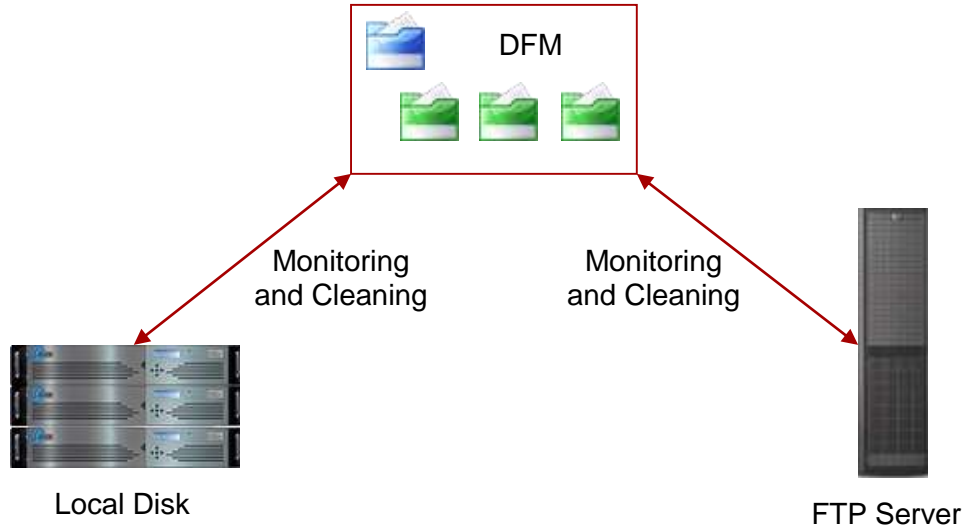 DFM
Monitoring
and Cleaning
Monitoring
and Cleaning
Local Disk
FTP Server